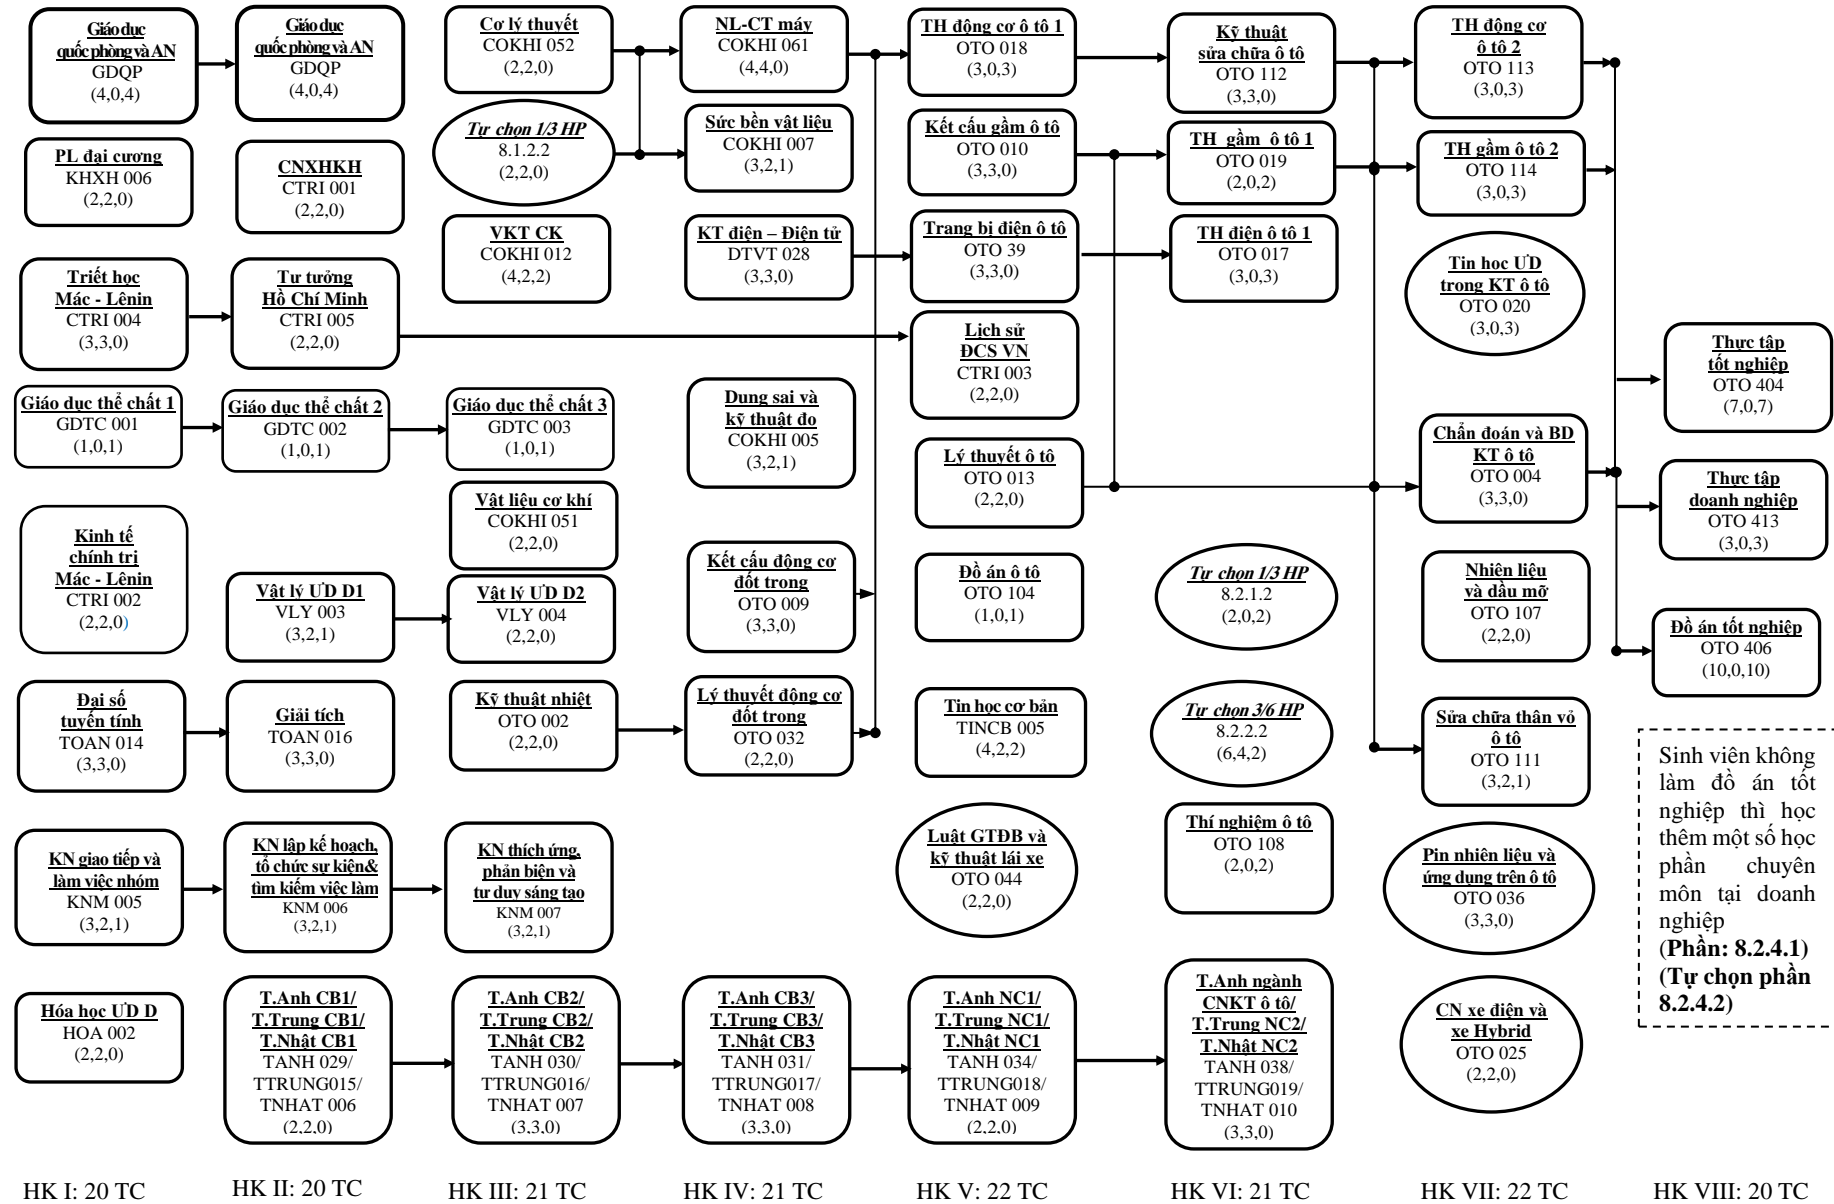 Giáo dục
quốc phòng và AN
GDQP
(4,0,4)
PL đại cương
KHXH 006
(2,2,0)
Triết học
Mác - Lênin
CTRI 004
(3,3,0)
Giáo dục thể chất 1
GDTC 001
(1,0,1)
Kinh tế
chính trị
Mác - Lênin
CTRI 002
(2,2,0)
Đại số
tuyến tính
TOAN 014
(3,3,0)
KN giao tiếp và
làm việc nhóm
KNM 005
(3,2,1)
Hóa học ƯD D
HOA 002
(2,2,0)
HK I: 20 TC
Giáo dục
quốc phòng và AN
GDQP
(4,0,4)
CNXHKH
CTRI 001
(2,2,0)
Tư tưởng
Hồ Chí Minh
CTRI 005
(2,2,0)
Giáo dục thể chất 2
GDTC 002
(1,0,1)
Vật lý ƯD D1
VLY 003
(3,2,1)
Giải tích
TOAN 016
(3,3,0)
KN lập kế hoạch,
tổ chức sự kiện&
tìm kiếm việc làm
KNM 006
(3,2,1)
T.Anh CB1/
T.Trung CB1/
T.Nhật CB1
TANH 029/
TTRUNG015/
TNHAT 006
(2,2,0)
HK II: 20 TC
Cơ lý thuyết
COKHI 052
(2,2,0)
Tự chọn 1/3 HP
8.1.2.2
(2,2,0)
VKT CK
COKHI 012
(4,2,2)
Giáo dục thể chất 3
GDTC 003
(1,0,1)
Vật liệu cơ khí
COKHI 051
(2,2,0)
Vật lý ƯD D2
VLY 004
(2,2,0)
Kỹ thuật nhiệt
OTO 002
(2,2,0)
KN thích ứng,
phản biện và
tư duy sáng tạo
KNM 007
(3,2,1)
T.Anh CB2/
T.Trung CB2/
T.Nhật CB2
TANH 030/
TTRUNG016/
TNHAT 007
(3,3,0)
HK III: 21 TC
NL-CT máy
COKHI 061
(4,4,0)
Sức bền vật liệu
COKHI 007
(3,2,1)
KT điện – Điện tử
DTVT 028
(3,3,0)
Dung sai và
kỹ thuật đo
COKHI 005
(3,2,1)
Kết cấu động cơ
đốt trong
OTO 009
(3,3,0)
Lý thuyết động cơ
đốt trong
OTO 032
(2,2,0)
T.Anh CB3/
T.Trung CB3/
T.Nhật CB3
TANH 031/
TTRUNG017/
TNHAT 008
(3,3,0)
HK IV: 21 TC
TH động cơ ô tô 1
OTO 018
(3,0,3)
Kết cấu gầm ô tô
OTO 010
(3,3,0)
Trang bị điện ô tô
OTO 39
(3,3,0)
Lịch sử
ĐCS VN
CTRI 003
(2,2,0)
Lý thuyết ô tô
OTO 013
(2,2,0)
Đồ án ô tô
OTO 104
(1,0,1)
Tin học cơ bản
TINCB 005
(4,2,2)
Luật GTĐB và
kỹ thuật lái xe
OTO 044
(2,2,0)
T.Anh NC1/
T.Trung NC1/
T.Nhật NC1
TANH 034/
TTRUNG018/
TNHAT 009
(2,2,0)
HK V: 22 TC
Kỹ thuật
sửa chữa ô tô
OTO 112
(3,3,0)
TH gầm ô tô 1
OTO 019
(2,0,2)
TH điện ô tô 1
OTO 017
(3,0,3)
Tự chọn 1/3 HP
8.2.1.2
(2,0,2)
Tự chọn 3/6 HP
8.2.2.2
(6,4,2)
Thí nghiệm ô tô
OTO 108
(2,0,2)
T.Anh ngành
CNKT ô tô/
T.Trung NC2/
T.Nhật NC2
TANH 038/
TTRUNG019/
TNHAT 010
(3,3,0)
HK VI: 21 TC
TH động cơ
ô tô 2
OTO 113
(3,0,3)
TH gầm ô tô 2
OTO 114
(3,0,3)
Tin học ƯD
trong KT ô tô
OTO 020
(3,0,3)
Chẩn đoán và BD
KT ô tô
OTO 004
(3,3,0)
Nhiên liệu
và dầu mỡ
OTO 107
(2,2,0)
Sửa chữa thân vỏ
ô tô
OTO 111
(3,2,1)
Pin nhiên liệu và
ứng dụng trên ô tô
OTO 036
(3,3,0)
CN xe điện và
xe Hybrid
OTO 025
(2,2,0)
HK VII: 22 TC
Thực tập
tốt nghiệp
OTO 404
(7,0,7)
Thực tập
doanh nghiệp
OTO 413
(3,0,3)
Đồ án tốt nghiệp
OTO 406
(10,0,10)
Sinh viên không
làm đồ án tốt
nghiệp thì học
thêm một số học
phần chuyên
môn tại doanh
nghiệp
(Phần: 8.2.4.1)
(Tự chọn phần
8.2.4.2)
HK VIII: 20 TC